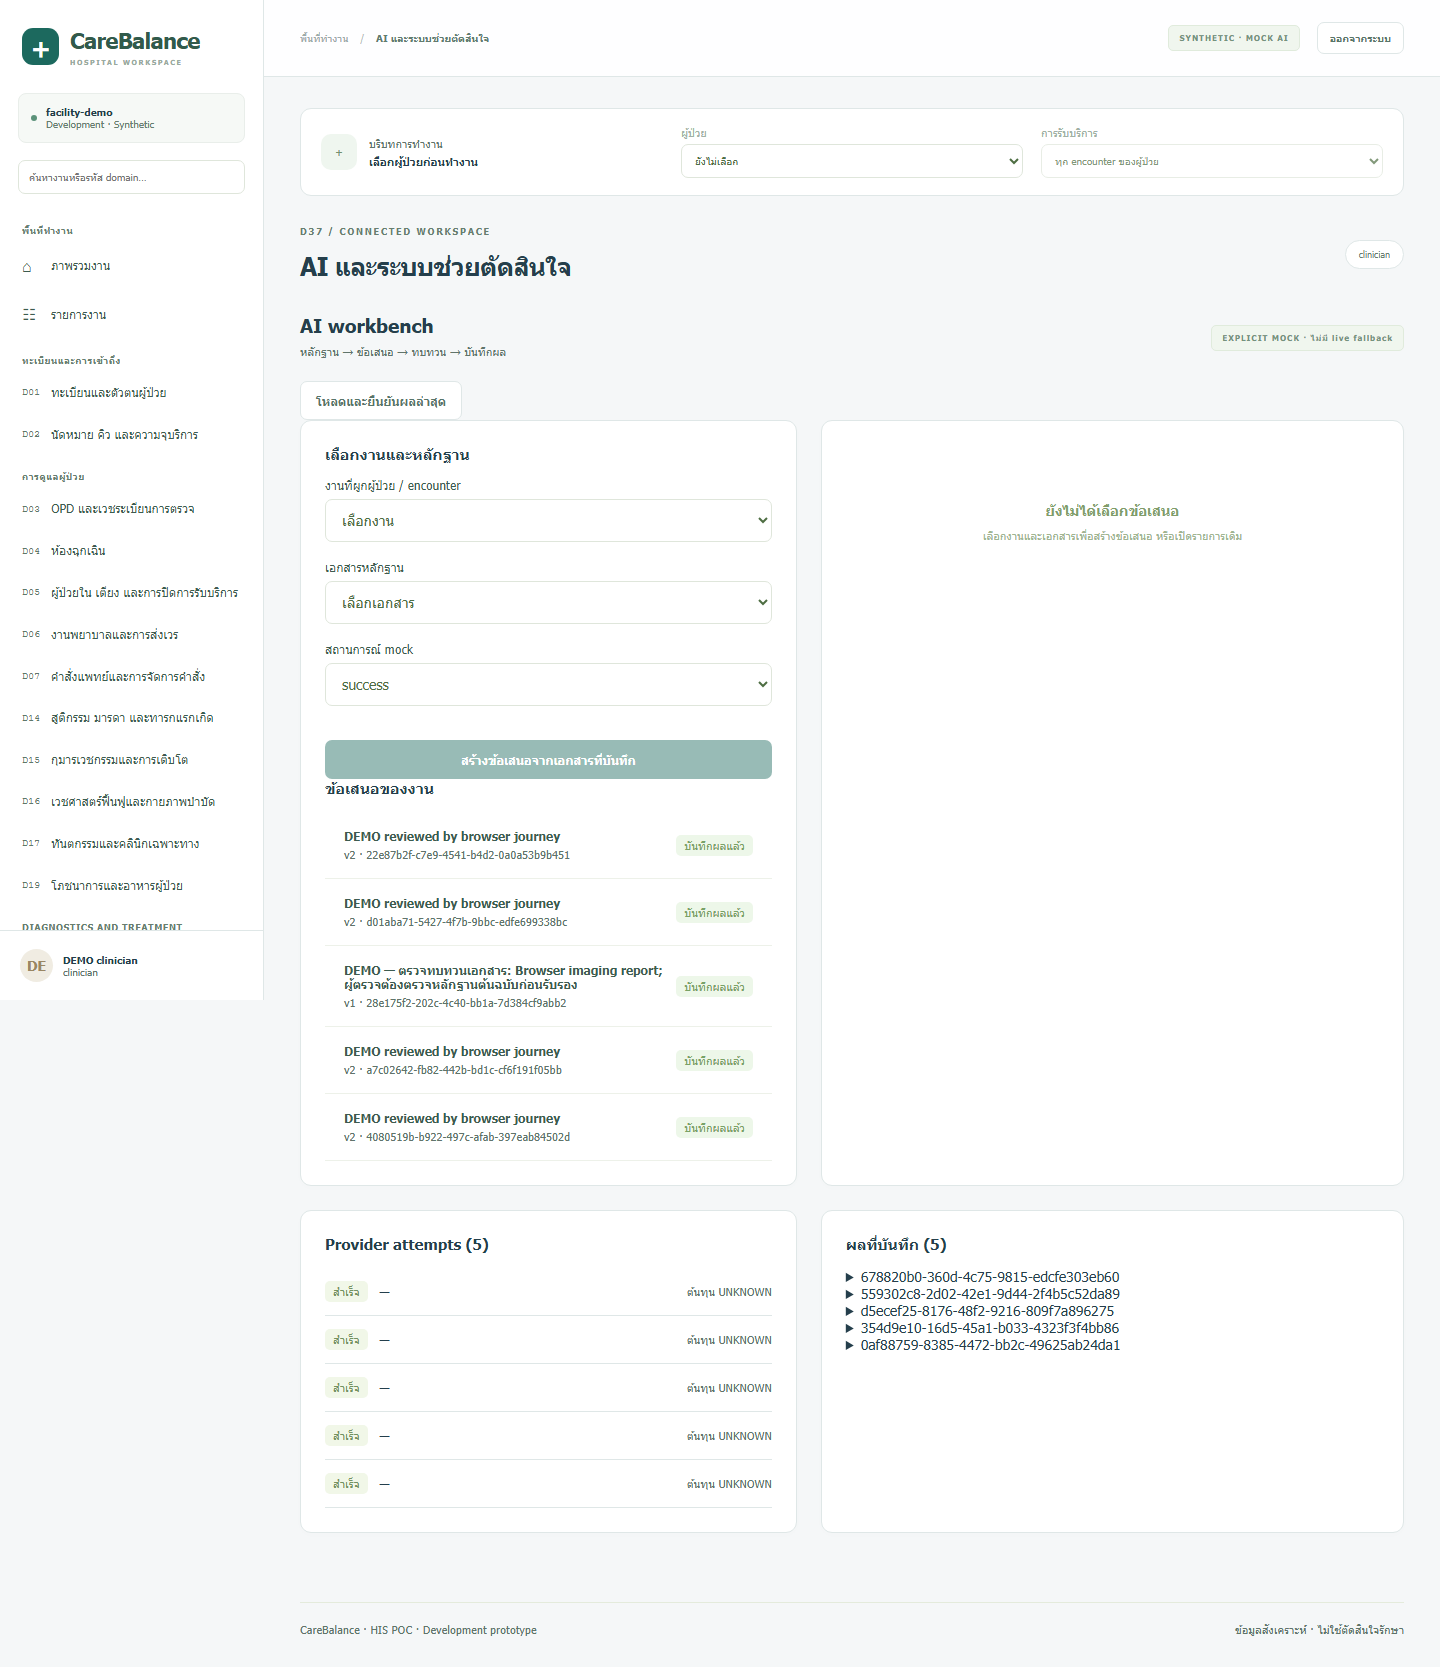 CareBalance
HOSPITAL WORKSPACE
facility-demo
Development · Synthetic
ค้นหางานหรือรหัส domain...
พื้นที่ทำงาน
ภาพรวมงาน
รายการงาน
ทะเบียนและการเข้าถึง
D01 ทะเบียนและตัวตนผู้ป่วย
D02 นัดหมาย คิว และความจุบริการ
การดูแลผู้ป่วย
D03 OPD และเวชระเบียนการตรวจ
D04 ห้องฉุกเฉิน
D05 ผู้ป่วยใน เตียง และการปิดการรับบริการ
D06 งานพยาบาลและการส่งเวร
D07 คำสั่งแพทย์และการจัดการคำสั่ง
D14 สูติกรรม มารดา และทารกแรกเกิด
D15 กุมารเวชกรรมและการเติบโต
D16 เวชศาสตร์ฟื้นฟูและกายภาพบำบัด
D17 ทันตกรรมและคลินิกเฉพาะทาง
D19 โภชนาการและอาหารผู้ป่วย
DIAGNOSTICS AND TREATMENT
DE
DEMO clinician
clinician
พื้นที่ทำงาน / AI และระบบช่วยตัดสินใจ
SYNTHETIC · MOCK AI
ออกจากระบบ
บริบทการทำงาน
เลือกผู้ป่วยก่อนทำงาน
ผู้ป่วย
ยังไม่เลือก
การรับบริการ
ทุก encounter ของผู้ป่วย
D37 / CONNECTED WORKSPACE
AI และระบบช่วยตัดสินใจ
clinician
AI workbench
หลักฐาน → ข้อเสนอ → ทบทวน → บันทึกผล
EXPLICIT MOCK · ไม่มี live fallback
โหลดและยืนยันผลล่าสุด
เลือกงานและหลักฐาน
งานที่ผูกผู้ป่วย / encounter
เลือกงาน
เอกสารหลักฐาน
เลือกเอกสาร
สถานการณ์ mock
success
สร้างข้อเสนอจากเอกสารที่บันทึก
ข้อเสนอของงาน
DEMO reviewed by browser journey
v2 · 22e87b2f-c7e9-4541-b4d2-0a0a53b9b451
บันทึกผลแล้ว
DEMO reviewed by browser journey
v2 · d01aba71-5427-4f7b-9bbc-edfe699338bc
บันทึกผลแล้ว
DEMO — ตรวจทบทวนเอกสาร: Browser imaging report;
ผู้ตรวจต้องตรวจหลักฐานต้นฉบับก่อนรับรอง
v1 · 28e175f2-202c-4c40-bb1a-7d384cf9abb2
บันทึกผลแล้ว
DEMO reviewed by browser journey
v2 · a7c02642-fb82-442b-bd1c-cf6f191f05bb
บันทึกผลแล้ว
DEMO reviewed by browser journey
v2 · 4080519b-b922-497c-afab-397eab84502d
บันทึกผลแล้ว
ยังไม่ได้เลือกข้อเสนอ
เลือกงานและเอกสารเพื่อสร้างข้อเสนอ หรือเปิดรายการเดิม
Provider attempts (5)
สำเร็จ — ต้นทุน UNKNOWN
สำเร็จ — ต้นทุน UNKNOWN
สำเร็จ — ต้นทุน UNKNOWN
สำเร็จ — ต้นทุน UNKNOWN
สำเร็จ — ต้นทุน UNKNOWN
ผลที่บันทึก (5)
678820b0-360d-4c75-9815-edcfe303eb60
559302c8-2d02-42e1-9d44-2f4b5c52da89
d5ecef25-8176-48f2-9216-809f7a896275
354d9e10-16d5-45a1-b033-4323f3f4bb86
0af88759-8385-4472-bb2c-49625ab24da1
CareBalance · HIS POC · Development prototype
ข้อมูลสังเคราะห์ · ไม่ใช้ตัดสินใจรักษา